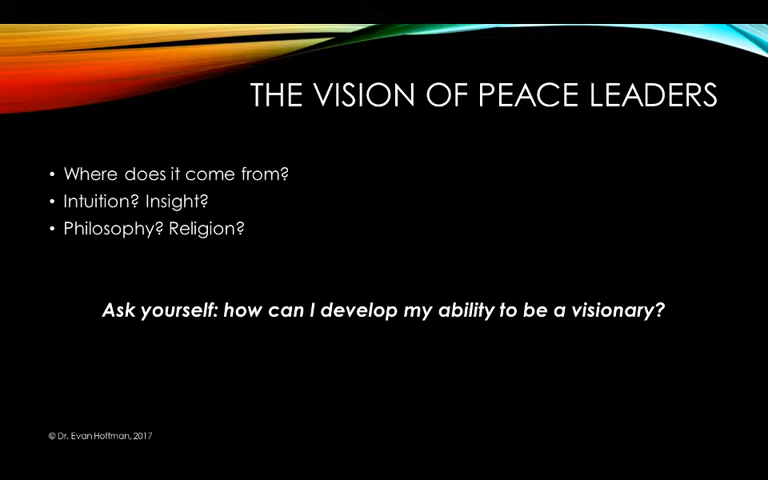 THE VISION OF PEACE LEADERS
• Where does it come from?
• Intuition? Insight?
• Philosophy? Religion?
Ask yourself: how can I develop my ability to be a visionary?
© Dr. Evan Hoffman, 2017